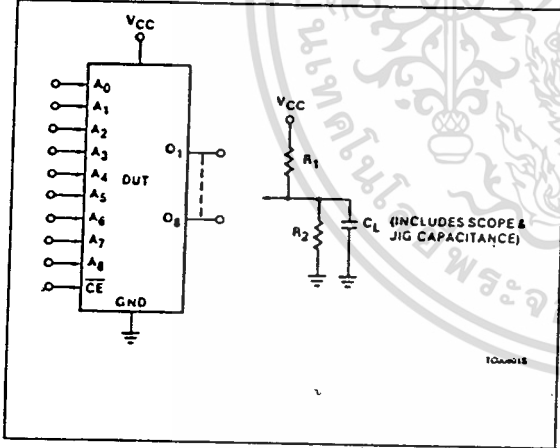 VCC
A0
A1
A2
A3
A4
A5
A6
A7
A8
CE
DUT
O1
O8
GND
VCC
R1
R2
CL (INCLUDES SCOPE &
JIG CAPACITANCE)